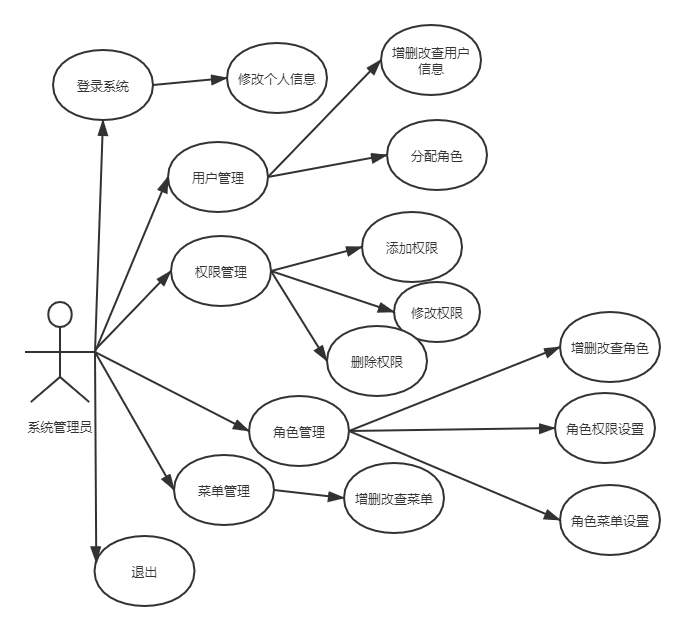 增删改查用户
信息
登录系统
修改个人信息
分配角色
用户管理
添加权限
权限管理
修改权限
删除权限
增删改查角色
系统管理员
角色管理
角色权限设置
菜单管理
增删改查菜单
角色菜单设置
退出